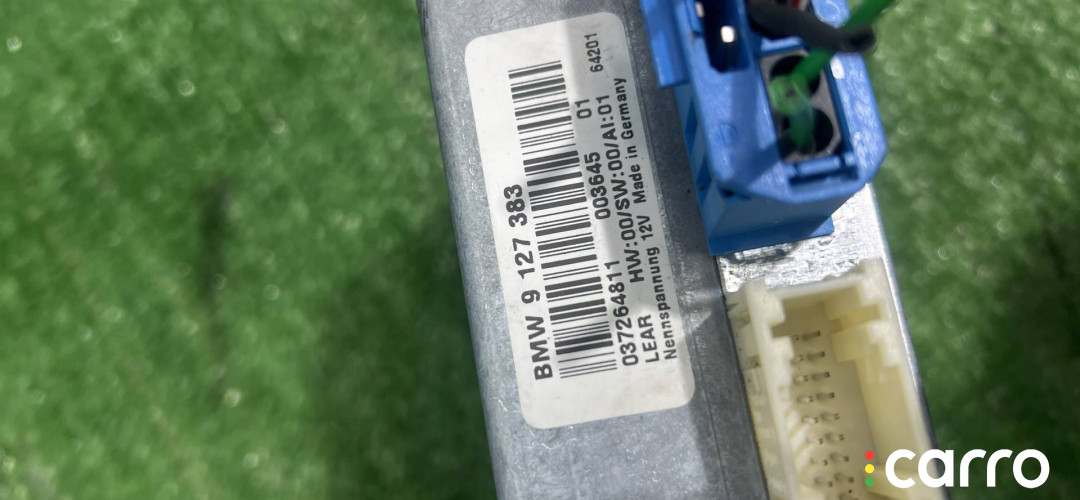 BMW 9 127 383
037264811 003645 01
HW:00/SW:00/AI:01
LEAR
Nennspannung 12V Made in Germany
64201
carro